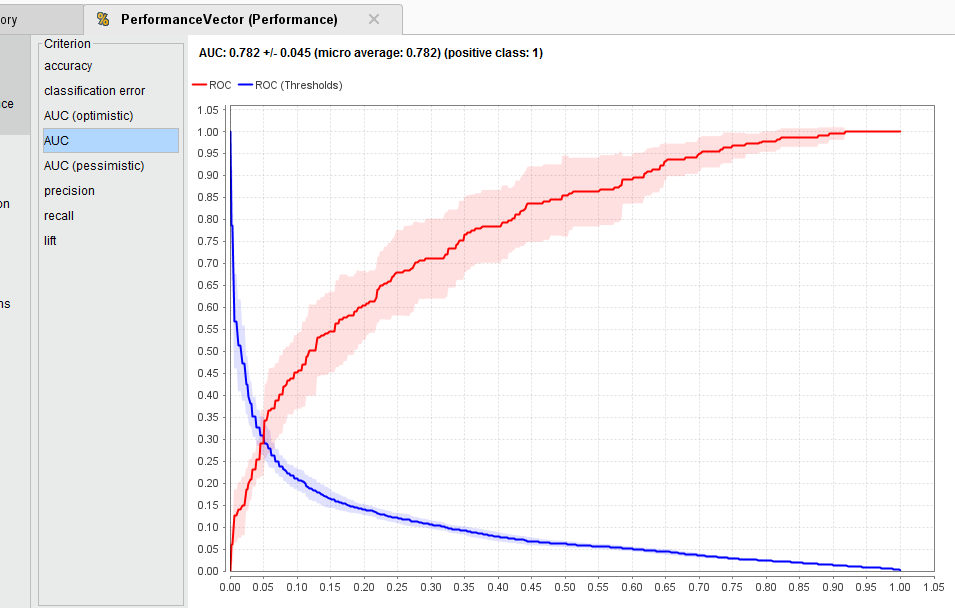 ory
PerformanceVector (Performance)
Criterion
accuracy
classification error
AUC (optimistic)
AUC
AUC (pessimistic)
precision
recall
lift
ce
on
ns
AUC: 0.782 +/- 0.045 (micro average: 0.782) (positive class: 1)
ROC ROC (Thresholds)
1.05
1.00
0.95
0.90
0.85
0.80
0.75
0.70
0.65
0.60
0.55
0.50
0.45
0.40
0.35
0.30
0.25
0.20
0.15
0.10
0.05
0.00
0.00 0.05 0.10 0.15 0.20 0.25 0.30 0.35 0.40 0.45 0.50 0.55 0.60 0.65 0.70 0.75 0.80 0.85 0.90 0.95 1.00 1.05